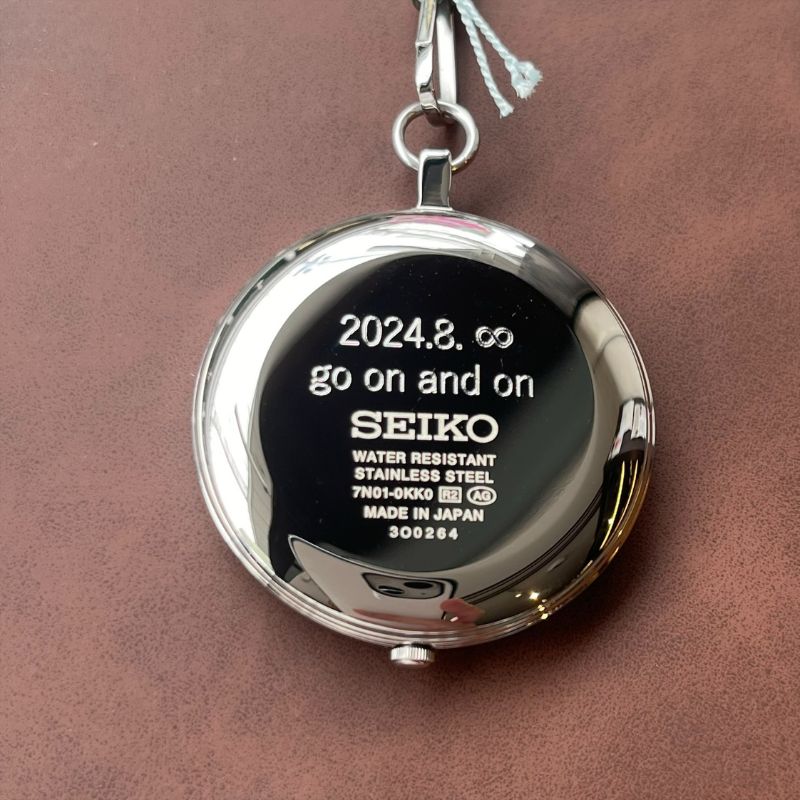 2024.8. ∞
go on and on
SEIKO
WATER RESISTANT
STAINLESS STEEL
7N01-0KK0 R2 AG
MADE IN JAPAN
300264